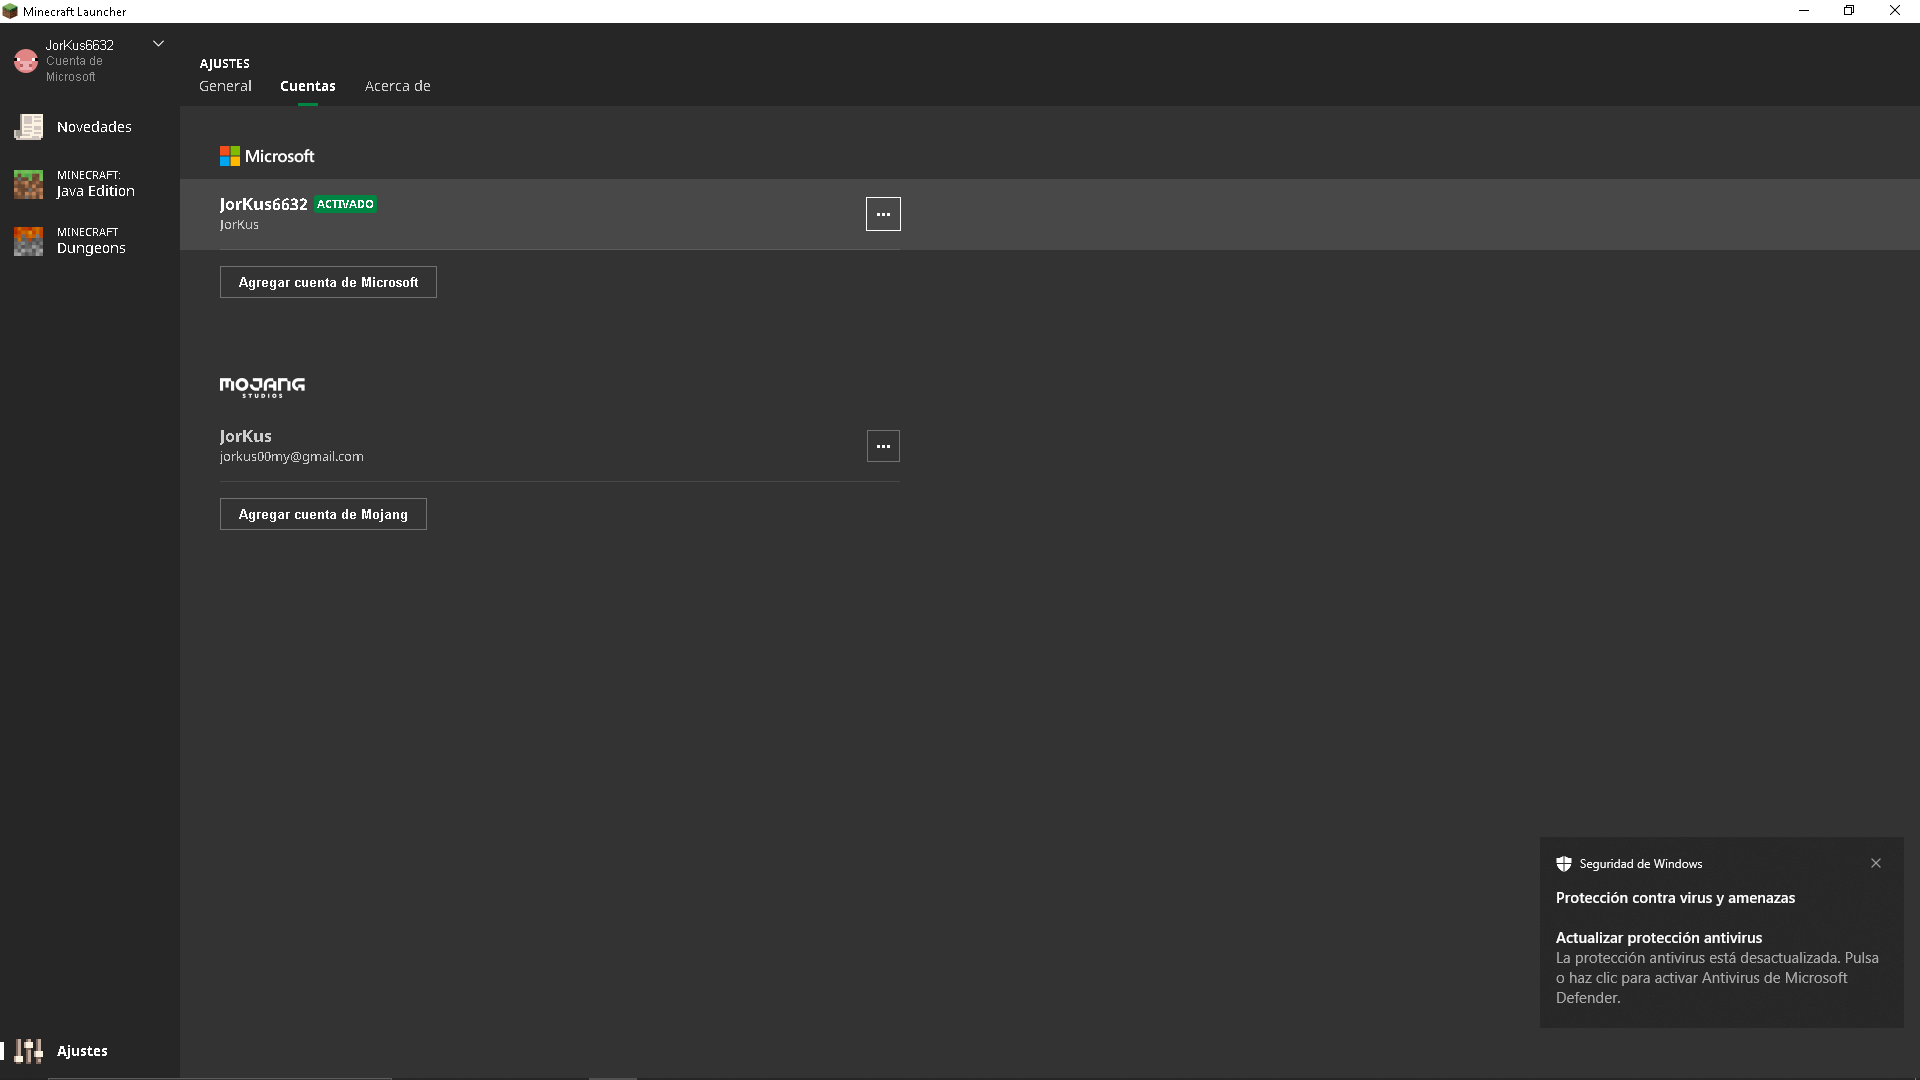 Minecraft Launcher
JorKus6632
Cuenta de
Microsoft
Novedades
MINECRAFT:
Java Edition
MINECRAFT
Dungeons
Ajustes
AJUSTES
General
Cuentas
Acerca de
Microsoft
JorKus6632 ACTIVADO
JorKus
Agregar cuenta de Microsoft
MOJANG
STUDIOS
JorKus
jorkus00my@gmail.com
Agregar cuenta de Mojang
Seguridad de Windows
Protección contra virus y amenazas
Actualizar protección antivirus
La protección antivirus está desactualizada. Pulsa
o haz clic para activar Antivirus de Microsoft
Defender.